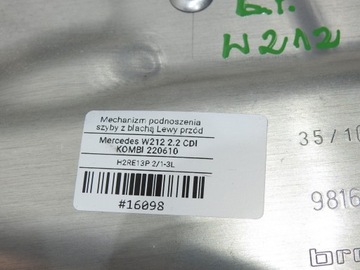 W212
Mechanizm podnoszenia
szyby z blachą Lewy przód
Mercedes W212 2.2 CDI
KOMBI 220610
H2RE13P 2/1-3L
#16098
35/10
9816